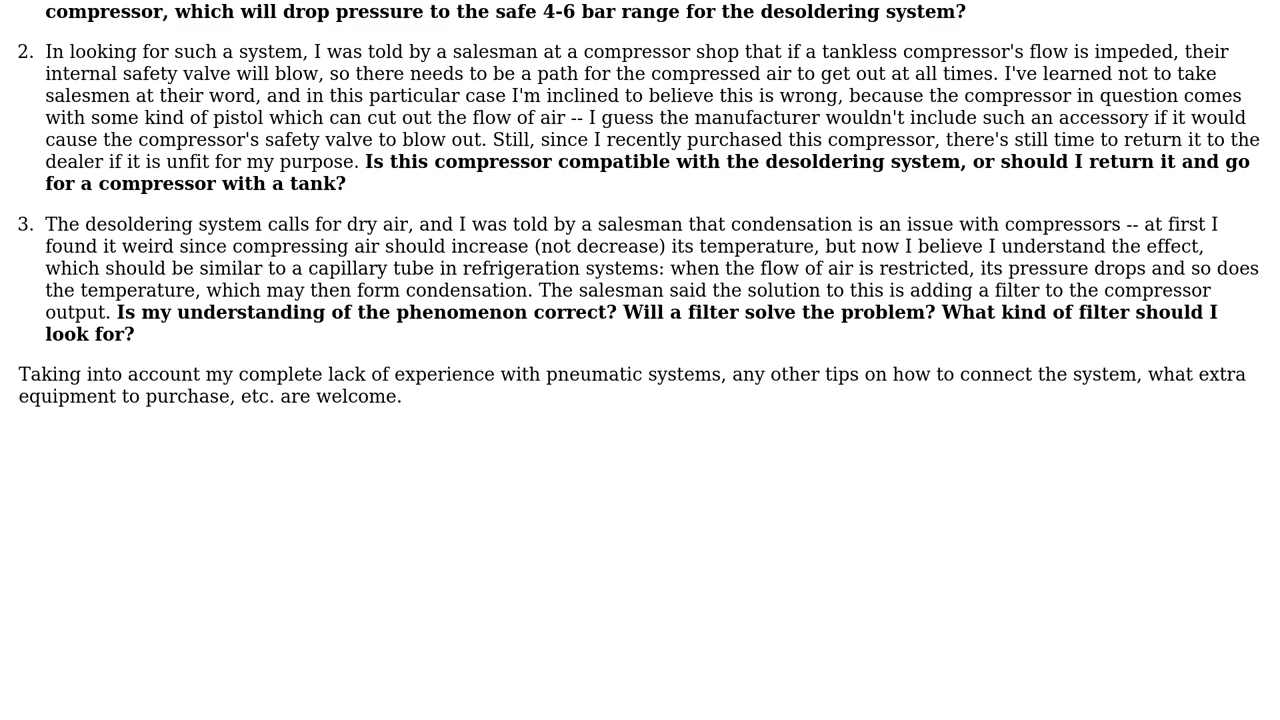 compressor, which will drop pressure to the safe 4-6 bar range for the desoldering system?
2. In looking for such a system, I was told by a salesman at a compressor shop that if a tankless compressor's flow is impeded, their
internal safety valve will blow, so there needs to be a path for the compressed air to get out at all times. I've learned not to take
salesmen at their word, and in this particular case I'm inclined to believe this is wrong, because the compressor in question comes
with some kind of pistol which can cut out the flow of air -- I guess the manufacturer wouldn't include such an accessory if it would
cause the compressor's safety valve to blow out. Still, since I recently purchased this compressor, there's still time to return it to the
dealer if it is unfit for my purpose. Is this compressor compatible with the desoldering system, or should I return it and go
for a compressor with a tank?
3. The desoldering system calls for dry air, and I was told by a salesman that condensation is an issue with compressors -- at first I
found it weird since compressing air should increase (not decrease) its temperature, but now I believe I understand the effect,
which should be similar to a capillary tube in refrigeration systems: when the flow of air is restricted, its pressure drops and so does
the temperature, which may then form condensation. The salesman said the solution to this is adding a filter to the compressor
output. Is my understanding of the phenomenon correct? Will a filter solve the problem? What kind of filter should I
look for?
Taking into account my complete lack of experience with pneumatic systems, any other tips on how to connect the system, what extra
equipment to purchase, etc. are welcome.